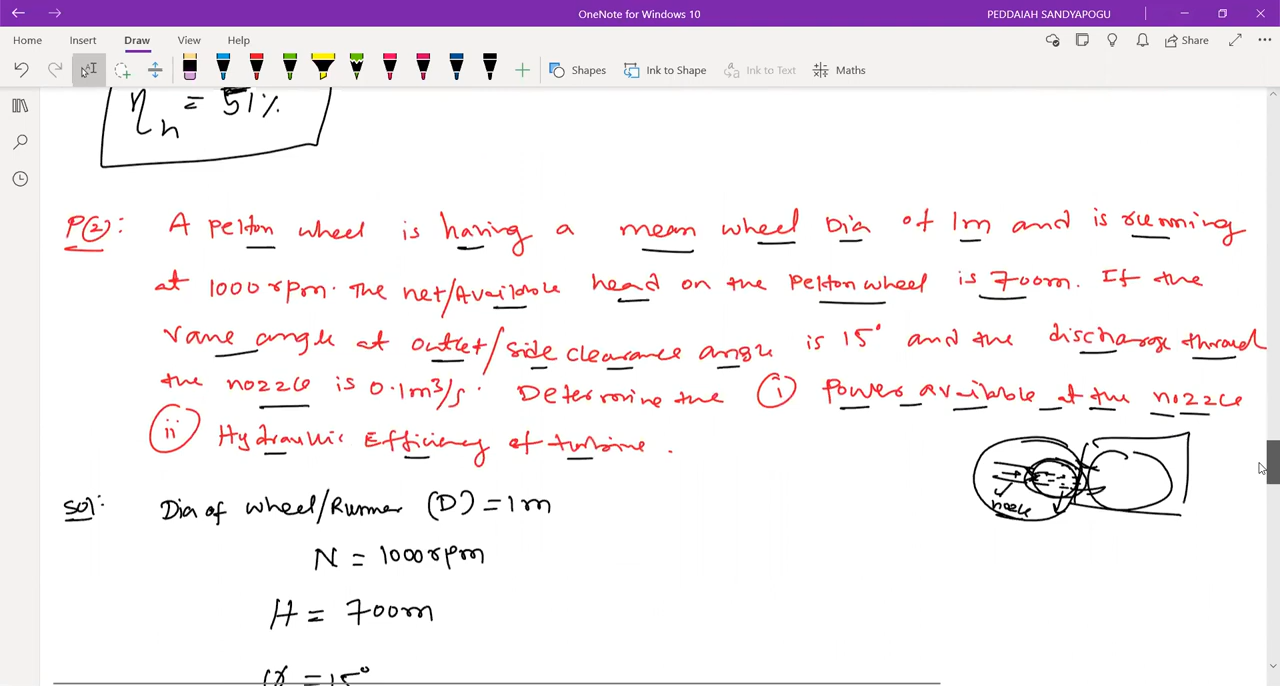 OneNote for Windows 10
PEDDAIAH SANDYAPOGU
Home Insert Draw View Help
Share
Shapes Ink to Shape Ink to Text Maths
ηh = 51%
P(2): A pelton wheel is having a mean wheel Dia of 1m and is running
at 1000 rpm. The net/Available head on the Pelton wheel is 700m. If the
vane angle at outlet/side clearance angle is 15° and the discharge through
the nozzle is 0.1m³/s. Determine the (i) Power available at the nozzle
(ii) Hydraulic Efficiency of turbine.
nozzle
Sol: Dia of wheel/Runner (D) = 1m
N = 1000 rpm
H = 700m
= 15°